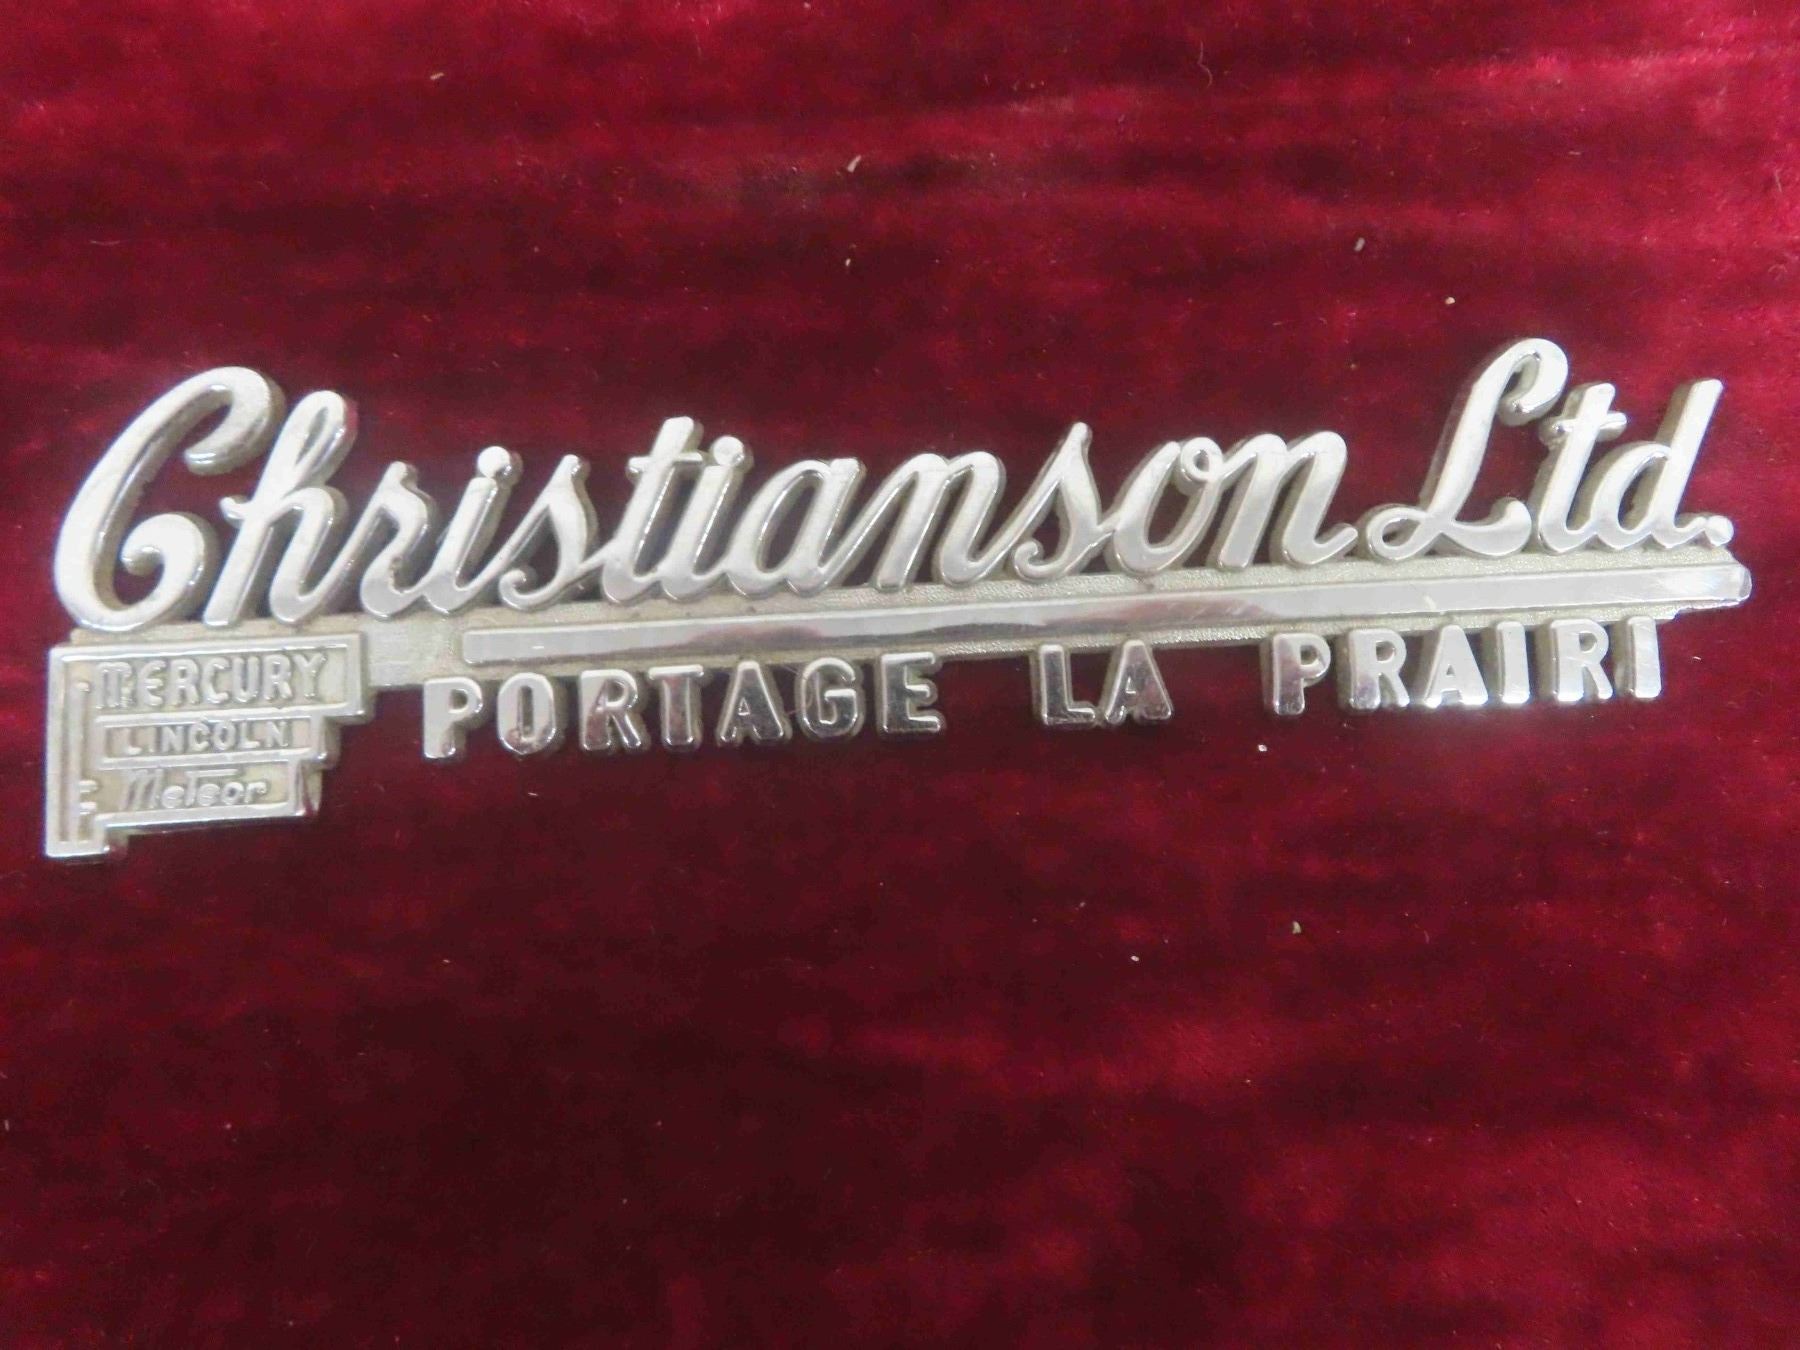 Christianson Ltd.
MERCURY
LINCOLN
Meteor
PORTAGE LA PRAIRI